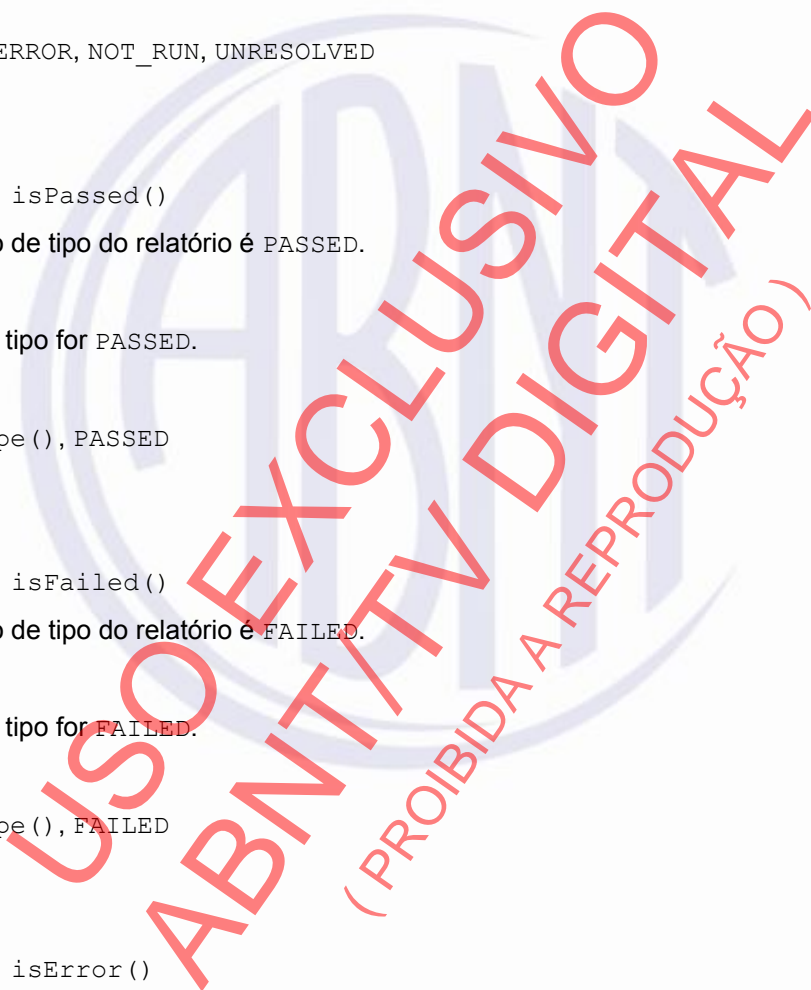 ERROR, NOT_RUN, UNRESOLVED
isPassed()
o de tipo do relatório é PASSED.
tipo for PASSED.
pe(), PASSED
isFailed()
o de tipo do relatório é FAILED.
tipo for FAILED.
pe(), FAILED
isError()
USO EXCLUSIVO
ABNT/TV DIGITAL
( PROIBIDA A REPRODUÇÃO )
ABNT